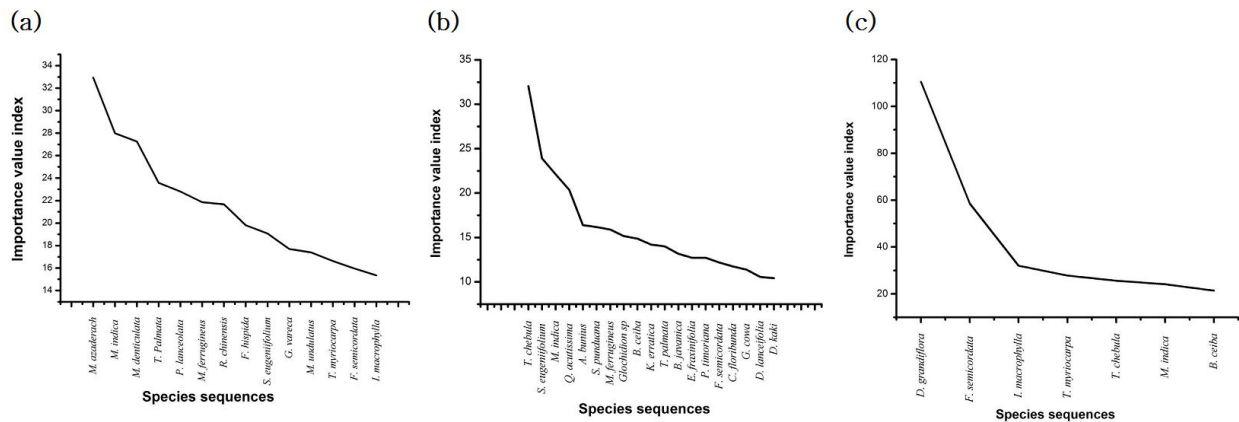 (a)
34
32
30
28
26
24
22
20
18
16
14
Importance value index
M. azaderach
M. indica
M. denticulata
T. Palmata
P. lanceolata
M. ferrugineus
R. chinensis
F. hispida
S. eugeniifolium
G. vareca
M. undulatus
T. myriocarpa
F. semicordata
I. macrophylla
Species sequences
(b)
35
30
25
20
15
10
Importance value index
T. chebula
S. eugeniifolium
M. indica
Q. acutissima
A. bunius
S. punduana
M. ferrugineus
Glochidion sp
B. ceiba
K. erratica
T. palmata
B. javanica
E. fraxinifolia
P. timoriana
F. semicordata
C. floribunda
G. cowa
D. lanceifolia
D. kaki
Species sequences
(c)
120
100
80
60
40
20
Importance value index
D. grandiflora
F. semicordata
I. macrophylla
T. myriocarpa
T. chebula
M. indica
B. ceiba
Species sequences